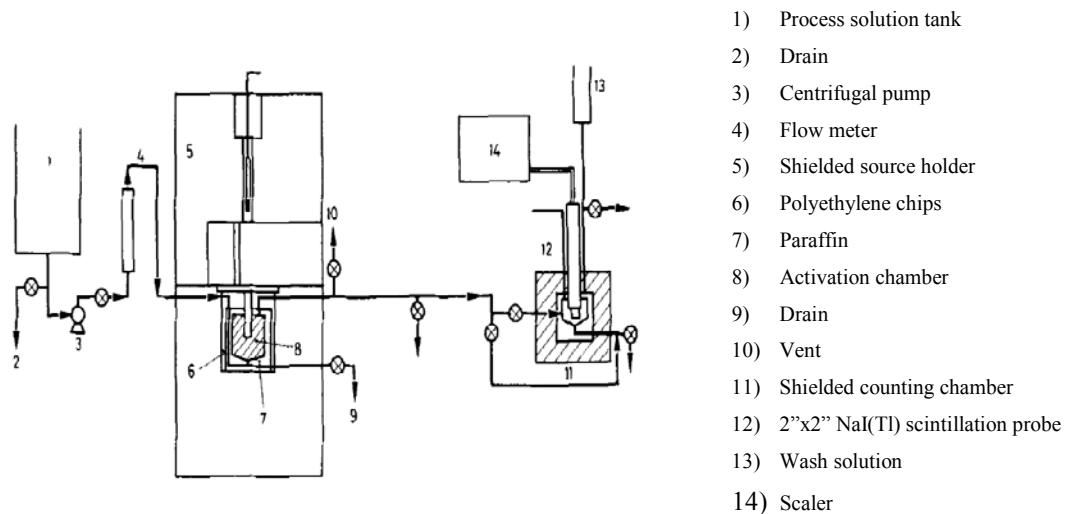 1) Process solution tank
2) Drain
3) Centrifugal pump
4) Flow meter
5) Shielded source holder
6) Polyethylene chips
7) Paraffin
8) Activation chamber
9) Drain
10) Vent
11) Shielded counting chamber
12) 2”x2” NaI(Tl) scintillation probe
13) Wash solution
14) Scaler
13
4
5
14
10
12
2
3
6
8
7
9
11